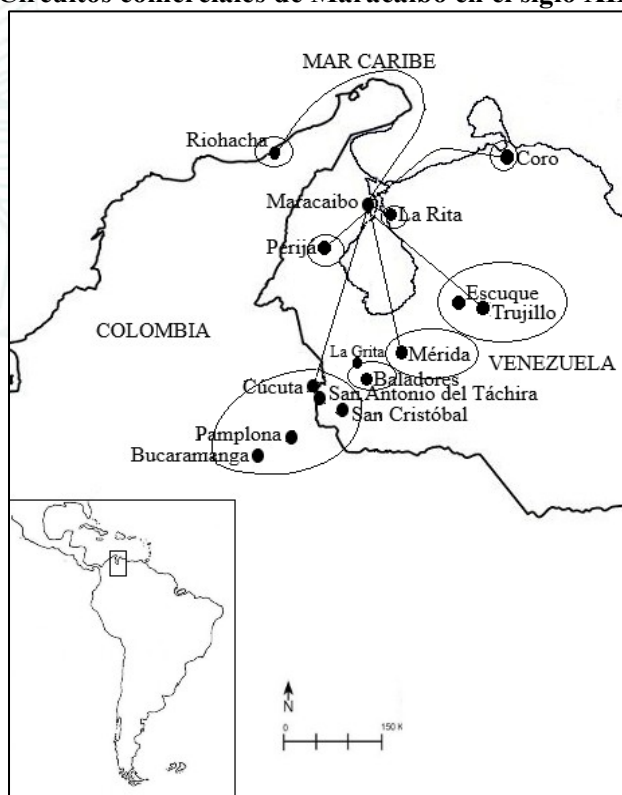 Circuitos comerciales de Maracaibo en el siglo XIX
MAR CARIBE
Riohacha
Coro
Maracaibo
La Rita
Perijá
Escuque
Trujillo
COLOMBIA
La Grita
Mérida
VENEZUELA
Baladores
Cúcuta
San Antonio del Táchira
San Cristóbal
Pamplona
Bucaramanga
N
0 150 K